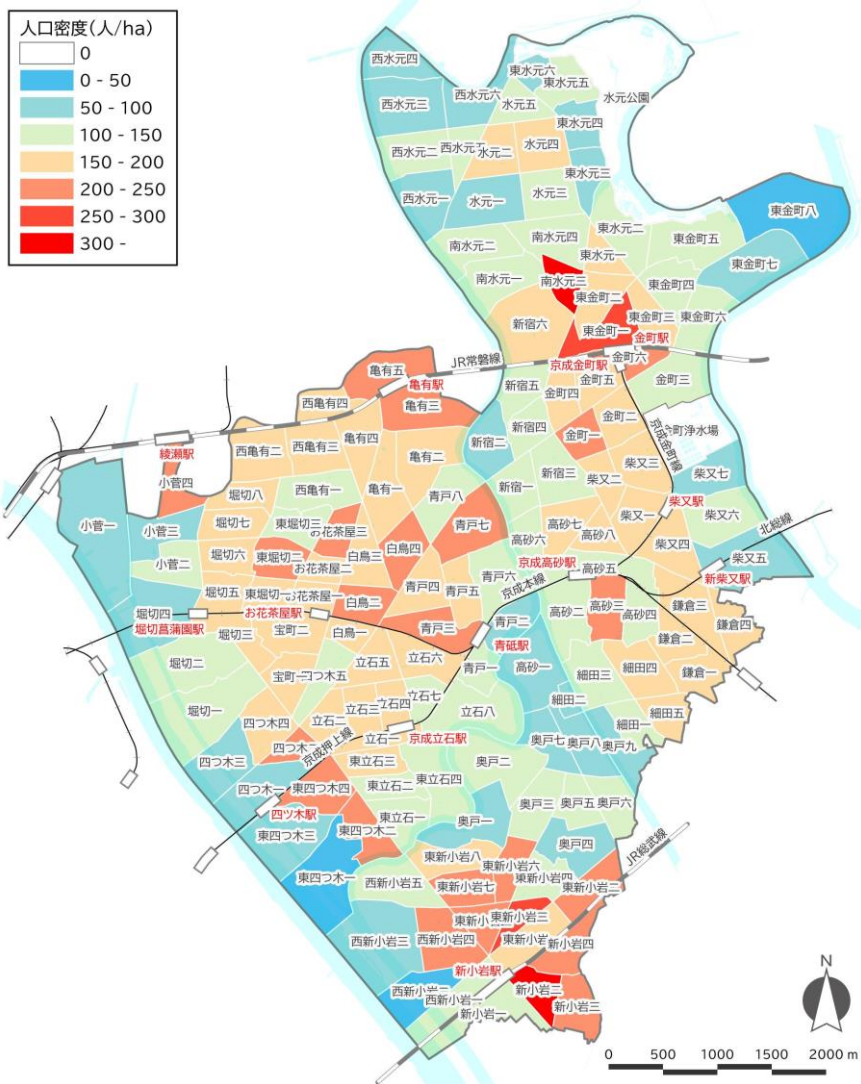 人口密度(人/ha)
0
0 - 50
50 - 100
100 - 150
150 - 200
200 - 250
250 - 300
300 -
西水元四
東水元六
東水元五
西水元六
水元公園
西水元三
水元五
東水元四
水元四
西水元二
水元二
東水元三
西水元一
水元一
水元三
東金町八
東水元二
南水元四
南水元二
東金町五
東水元一
東金町七
南水元一
南水元三
東金町四
東金町二
東金町三
東金町六
新宿六
東金町一
金町駅
JR常磐線
京成金町駅
金町六
亀有五
亀有駅
新宿五
金町五
金町三
金町四
西亀有四
亀有三
新宿四
金町二
京成金町線
綾瀬駅
西亀有二
西亀有三
亀有四
亀有二
新宿二
金町一
柴又三
柴又七
小菅四
堀切八
西亀有一
亀有一
青戸八
新宿一
新宿三
柴又二
柴又駅
小菅一
小菅三
堀切七
東堀切三
お花茶屋三
青戸七
高砂七
高砂八
柴又一
柴又六
北総線
高砂六
小菅二
堀切六
東堀切二
白鳥三
白鳥四
柴又四
お花茶屋二
京成高砂駅
高砂五
柴又五
新柴又駅
堀切五
東堀切一
お花茶屋一
白鳥二
青戸四
青戸五
青戸六
京成本線
堀切四
お花茶屋駅
高砂三
高砂二
高砂四
鎌倉三
鎌倉四
堀切菖蒲園駅
堀切三
宝町二
白鳥一
青戸三
青戸二
青砥駅
鎌倉二
堀切二
宝町一
四つ木五
立石五
立石六
青戸一
高砂一
細田三
細田四
鎌倉一
堀切一
立石七
細田二
四つ木四
立石二
立石三
立石四
立石八
細田一
細田五
京成押上線
立石一
京成立石駅
奥戸七
奥戸八
奥戸九
四つ木三
東立石三
奥戸二
四つ木一
東四つ木四
東立石二
東立石四
奥戸三
奥戸五
奥戸六
四ツ木駅
東立石一
奥戸一
東四つ木三
東四つ木二
奥戸四
JR総武線
東新小岩八
東新小岩六
東四つ木一
西新小岩五
東新小岩七
東新小岩四
東新小岩二
東新小岩三
西新小岩三
西新小岩四
新小岩四
新小岩駅
新小岩二
西新小岩一
新小岩三
新小岩一
N
0 500 1000 1500 2000 m